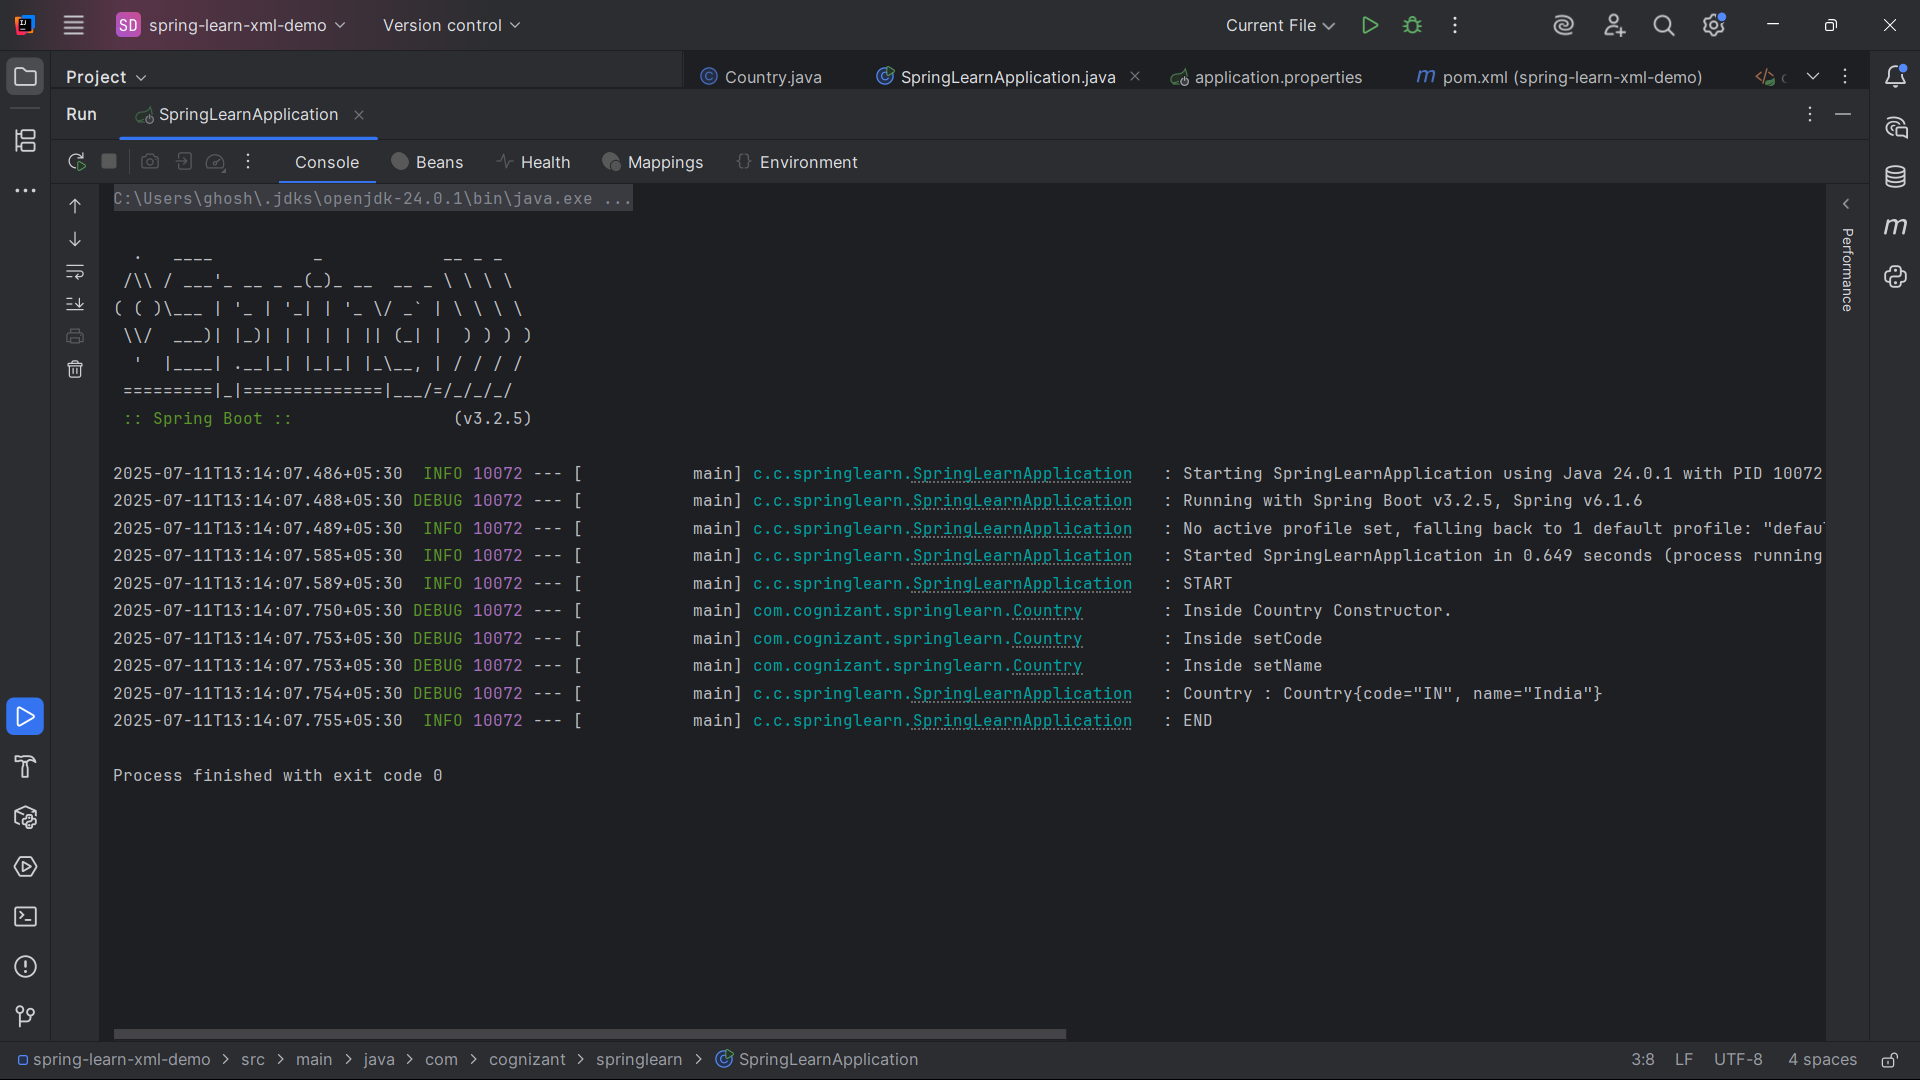 SD spring-learn-xml-demo Version control Current File
Project Country.java SpringLearnApplication.java application.properties m pom.xml (spring-learn-xml-demo)
Run SpringLearnApplication
Console Beans Health Mappings Environment
C:\Users\ghosh\.jdks\openjdk-24.0.1\bin\java.exe ...
  .   ____          _            __ _ _
 /\\ / ___'_ __ _ _(_)_ __  __ _ \ \ \ \
( ( )\___ | '_ | '_| | '_ \/ _` | \ \ \ \
 \\/  ___)| |_)| | | | | || (_| |  ) ) ) )
  '  |____| .__|_| |_|_| |_\__, | / / / /
 =========|_|==============|___/=/_/_/_/
:: Spring Boot :: (v3.2.5)
2025-07-11T13:14:07.486+05:30  INFO 10072 --- [           main] c.c.springlearn.SpringLearnApplication   : Starting SpringLearnApplication using Java 24.0.1 with PID 10072
2025-07-11T13:14:07.488+05:30 DEBUG 10072 --- [           main] c.c.springlearn.SpringLearnApplication   : Running with Spring Boot v3.2.5, Spring v6.1.6
2025-07-11T13:14:07.489+05:30  INFO 10072 --- [           main] c.c.springlearn.SpringLearnApplication   : No active profile set, falling back to 1 default profile: "defau
2025-07-11T13:14:07.585+05:30  INFO 10072 --- [           main] c.c.springlearn.SpringLearnApplication   : Started SpringLearnApplication in 0.649 seconds (process running
2025-07-11T13:14:07.589+05:30  INFO 10072 --- [           main] c.c.springlearn.SpringLearnApplication   : START
2025-07-11T13:14:07.750+05:30 DEBUG 10072 --- [           main] com.cognizant.springlearn.Country        : Inside Country Constructor.
2025-07-11T13:14:07.753+05:30 DEBUG 10072 --- [           main] com.cognizant.springlearn.Country        : Inside setCode
2025-07-11T13:14:07.753+05:30 DEBUG 10072 --- [           main] com.cognizant.springlearn.Country        : Inside setName
2025-07-11T13:14:07.754+05:30 DEBUG 10072 --- [           main] c.c.springlearn.SpringLearnApplication   : Country : Country{code="IN", name="India"}
2025-07-11T13:14:07.755+05:30  INFO 10072 --- [           main] c.c.springlearn.SpringLearnApplication   : END
Process finished with exit code 0
Performance
spring-learn-xml-demo > src > main > java > com > cognizant > springlearn > SpringLearnApplication 3:8 LF UTF-8 4 spaces